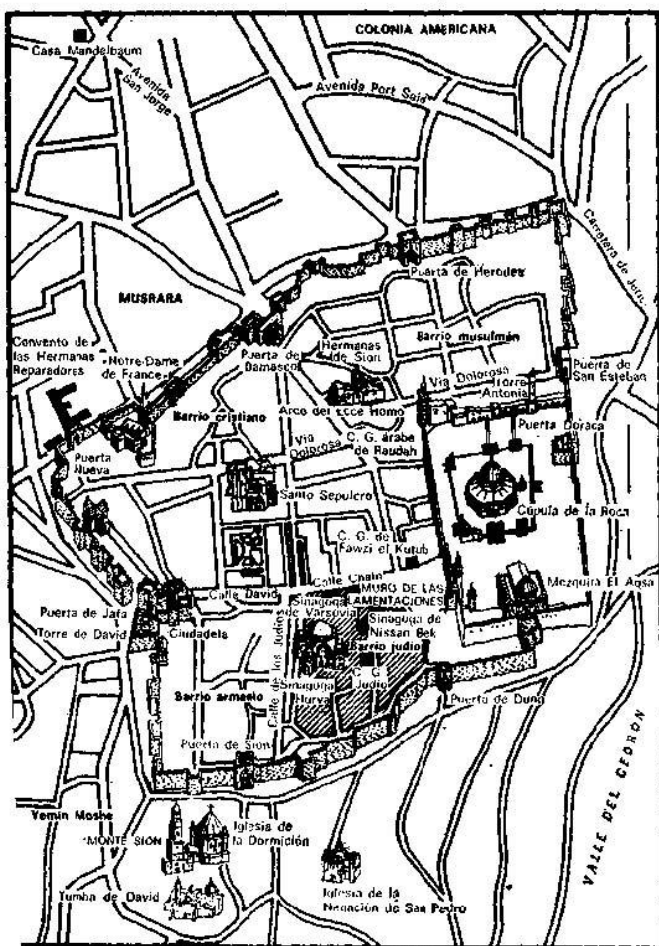 COLONIA AMERICANA
Casa Mandelbaum
Avenida
San Jorge
Avenida Port Said
Carretera de
Puerta de Herodes
MUSRARA
Convento de
las Hermanas
Reparadores
Notre-Dame
de France
Puerta de
Damasco
Hermanas
de Sion
Barrio musulmán
Puerta de
San Esteban
Via Dolorosa
Torre
Antonia
Barrio cristiano
Arco del Ecce Homo
Puerta Dorada
Via
Dolorosa
C. G. árabe
de Raudah
Puerta
Nueva
Santo Sepulcro
Cúpula de la Roca
C. G. de
Fawzi el Kutub
Calle Chain
Calle David
MURO DE LAS
LAMENTACIONES
Mezquita El Aqsa
Puerta de Jafa
Torre de David
Ciudadela
Sinagoga
de Varsovia
Sinagoga de
Nissan Bek
Barrio judío
Calle de los Judíos
Barrio armenio
Sinagoga
Hurva
C. G.
Judío
Puerta de Dung
Puerta de Sion
VALLE DEL CEDRON
Yemin Moshe
MONTE SION
Iglesia de
la Dormición
Tumba de David
Iglesia de la
Negación de San Pedro